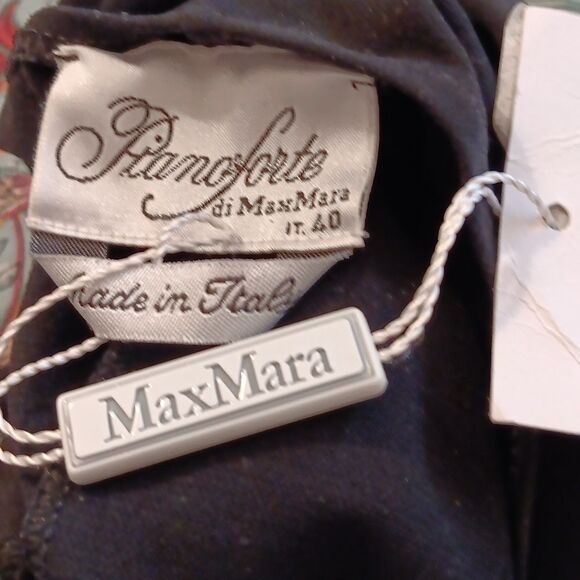 Pianoforte
di MaxMara
IT. 40
Made in Italy
MaxMara